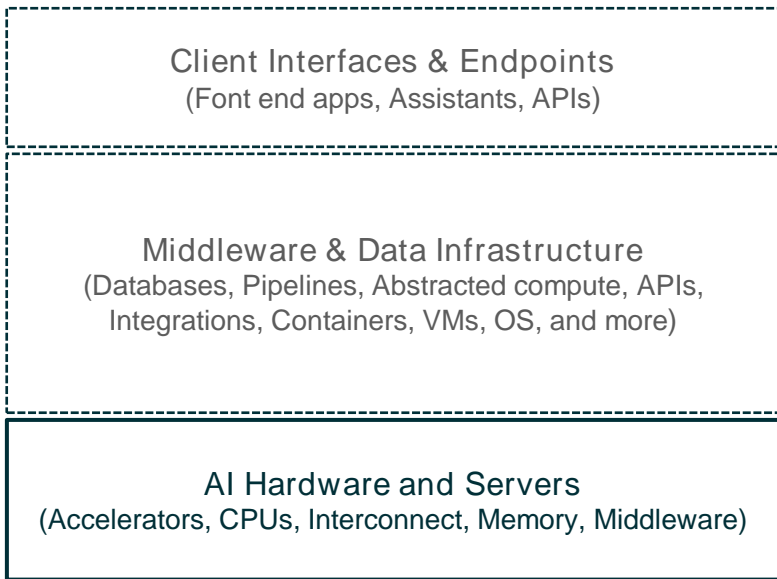 Client Interfaces & Endpoints
(Font end apps, Assistants, APIs)
Middleware & Data Infrastructure
(Databases, Pipelines, Abstracted compute, APIs,
Integrations, Containers, VMs, OS, and more)
AI Hardware and Servers
(Accelerators, CPUs, Interconnect, Memory, Middleware)